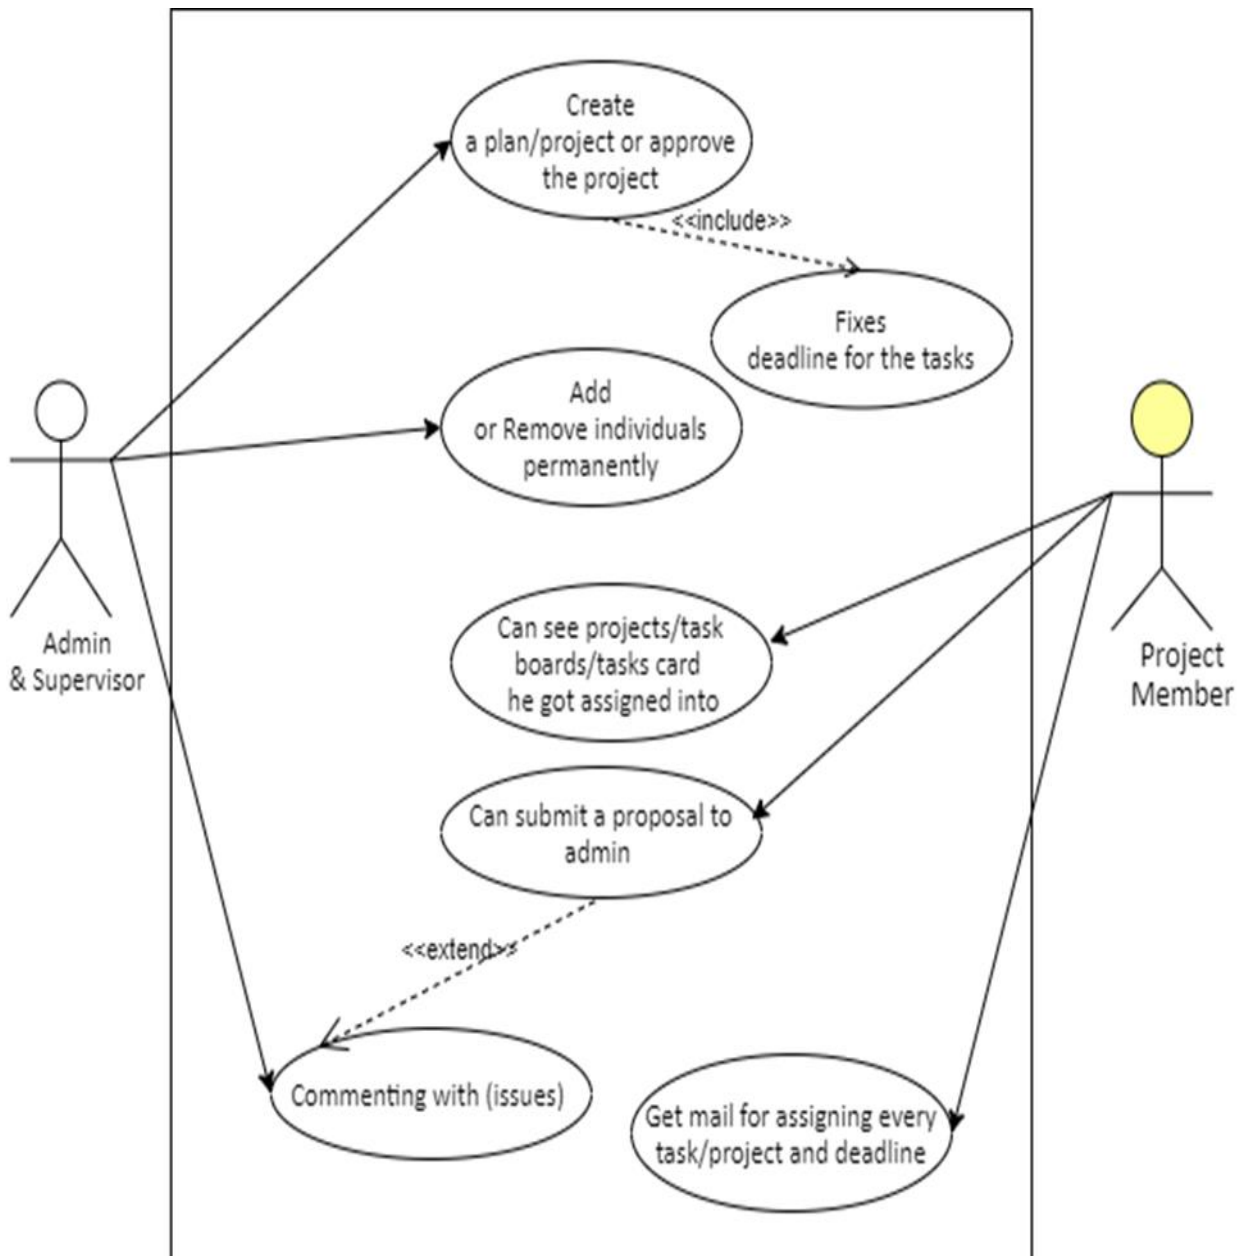 Create
a plan/project or approve
the project
<<include>>
Fixes
deadline for the tasks
Add
or Remove individuals
permanently
Admin
& Supervisor
Can see projects/task
boards/tasks card
he got assigned into
Project
Member
Can submit a proposal to
admin
<<extend>>
Commenting with (issues)
Get mail for assigning every
task/project and deadline